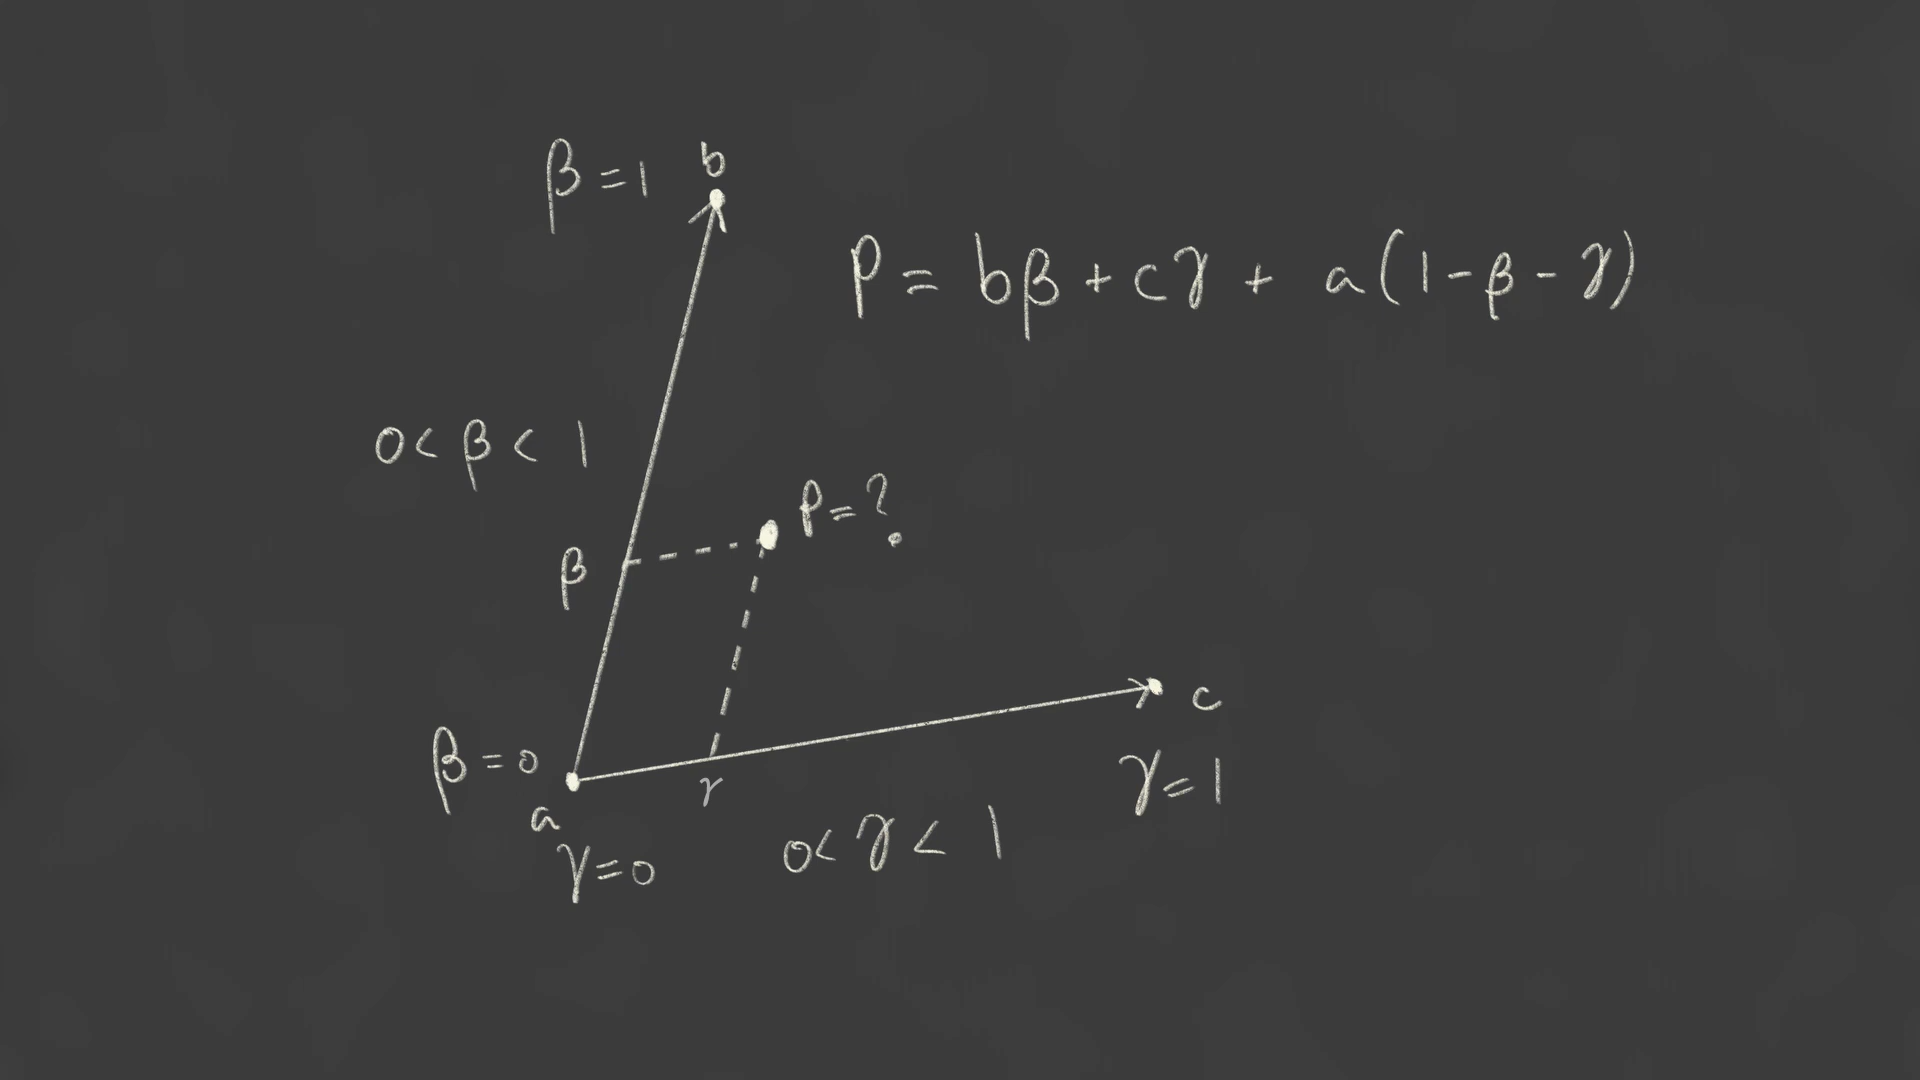 β = 1
b
P = bβ + cγ + a(1 - β - γ)
0 < β < 1
P = ?
β
c
β = 0
γ
γ = 1
a
0 < γ < 1
γ = 0